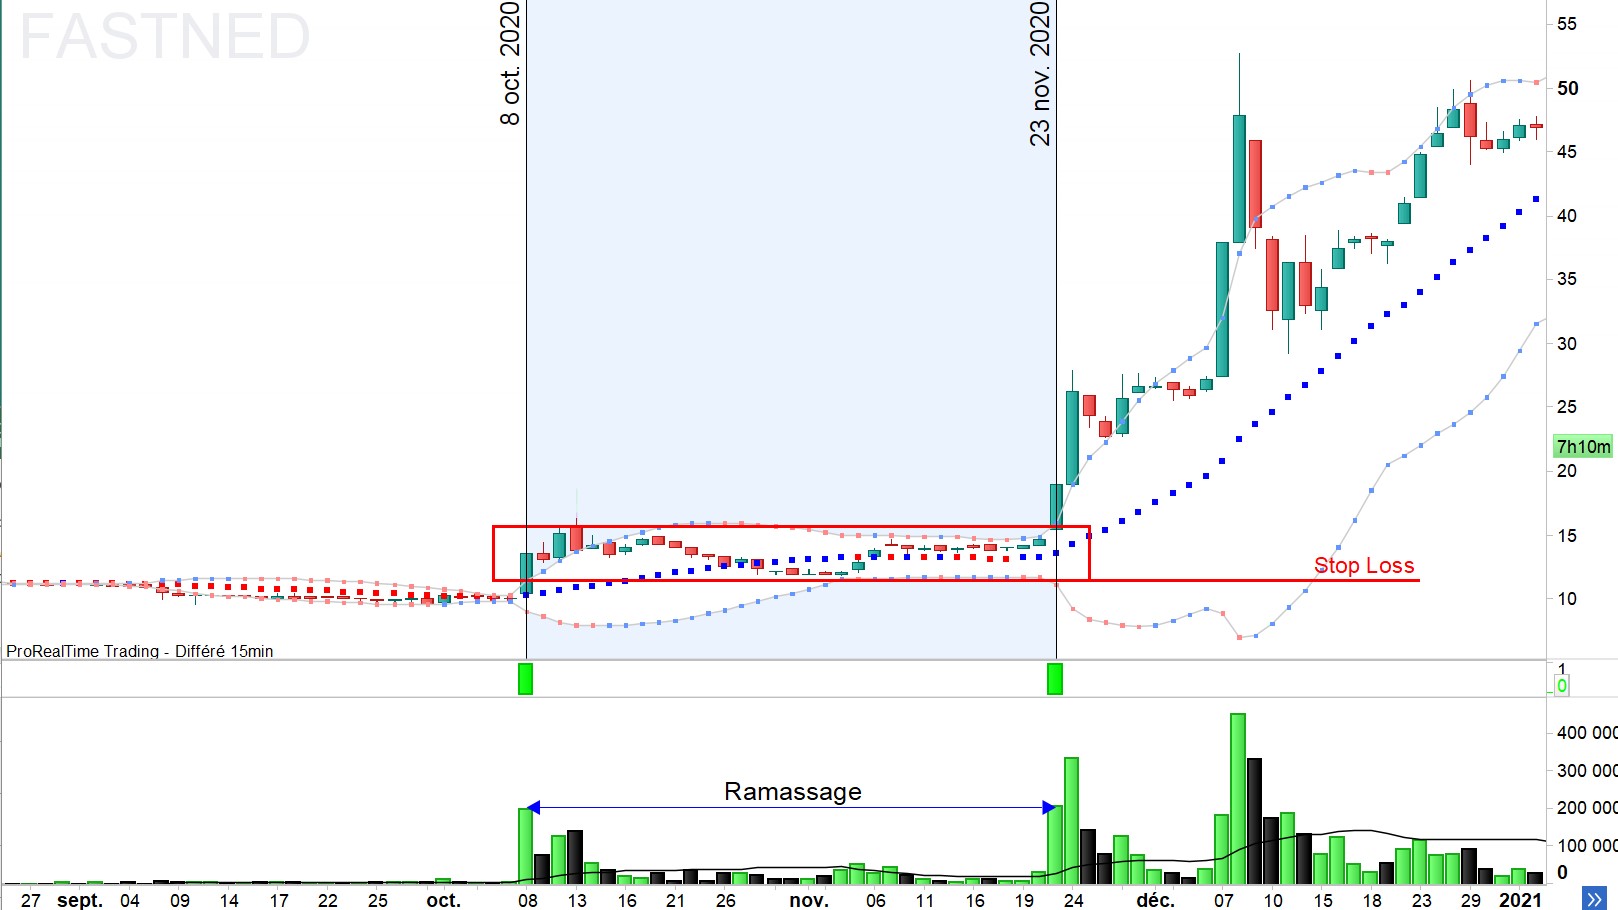 FASTNED
8 oct. 2020
23 nov. 2020
55
50
45
40
35
30
25
7h10m
20
15
Stop Loss
10
ProRealTime Trading - Différé 15min
1
0
400 000
300 000
Ramassage
200 000
100 000
0
27 sept. 04 09 14 17 22 25 oct. 08 13 16 21 26 nov. 06 11 16 19 24 déc. 07 10 15 18 23 29 2021